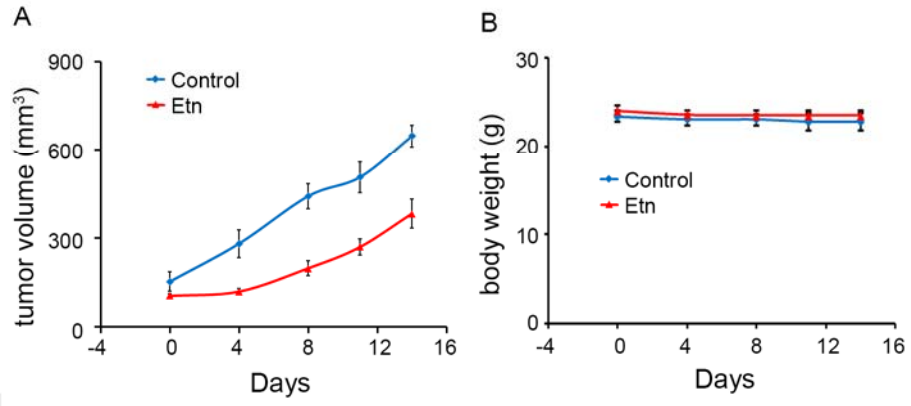 A
tumor volume (mm³)
900
600
300
0
-4 0 4 8 12 16
Days
Control
Etn
B
body weight (g)
30
20
10
0
-4 0 4 8 12 16
Days
Control
Etn